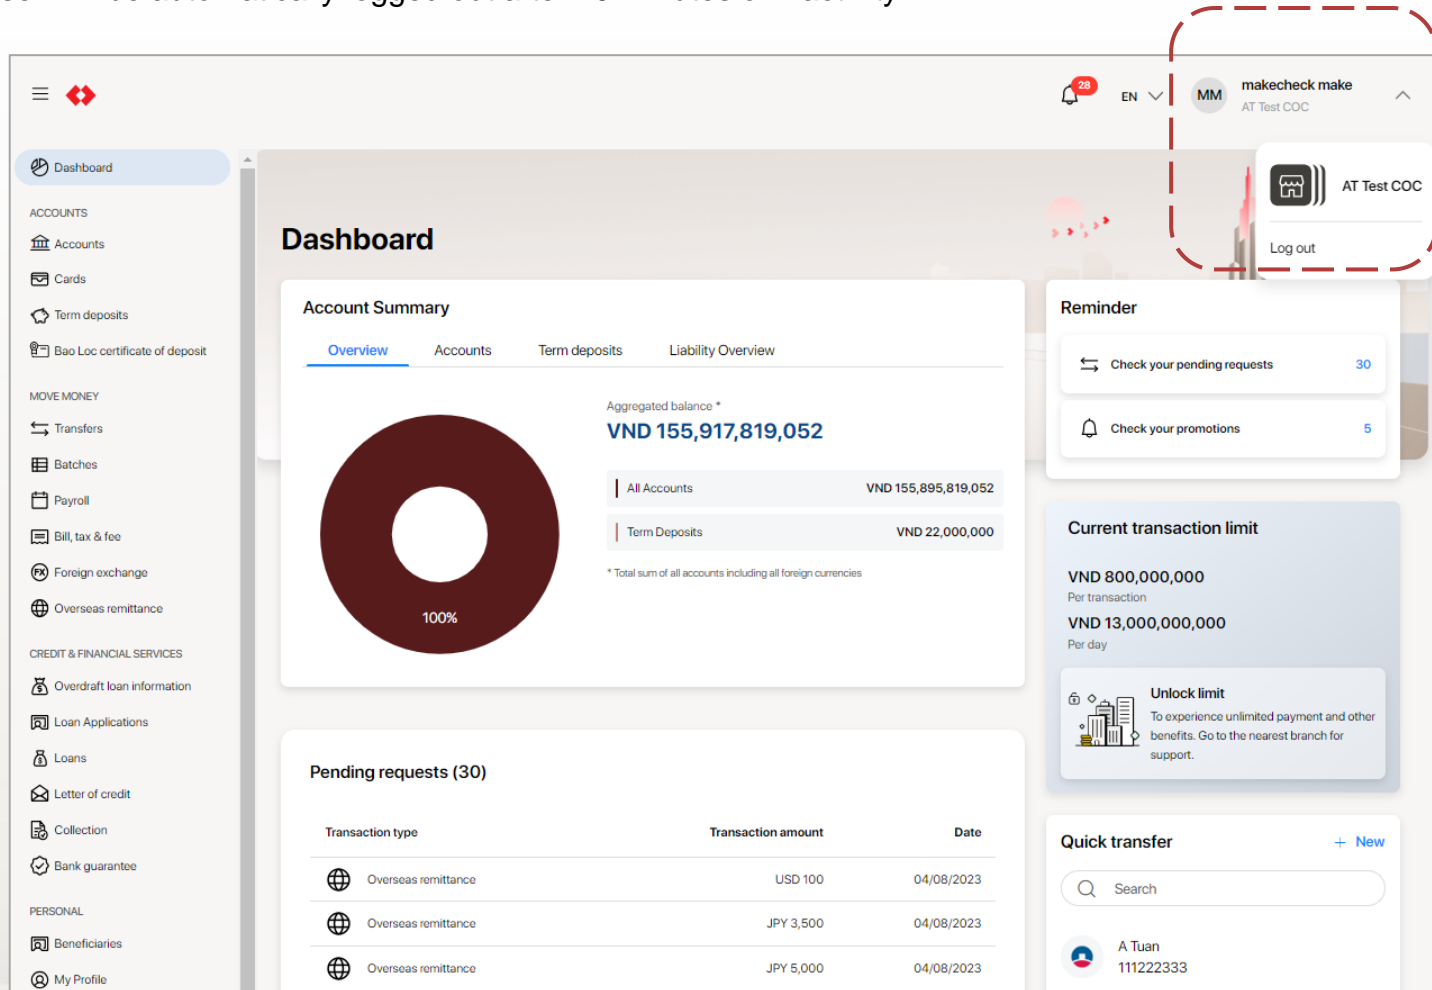 28
EN
MM
makecheck make
AT Test COC
AT Test COC
Log out
Dashboard
ACCOUNTS
Accounts
Cards
Term deposits
Bao Loc certificate of deposit
MOVE MONEY
Transfers
Batches
Payroll
Bill, tax & fee
FX Foreign exchange
Overseas remittance
CREDIT & FINANCIAL SERVICES
Overdraft loan information
Loan Applications
Loans
Letter of credit
Collection
Bank guarantee
PERSONAL
Beneficiaries
My Profile
Dashboard
Account Summary
Overview Accounts Term deposits Liability Overview
100%
Aggregated balance *
VND 155,917,819,052
All Accounts VND 155,895,819,052
Term Deposits VND 22,000,000
* Total sum of all accounts including all foreign currencies
Pending requests (30)
Transaction type Transaction amount Date
Overseas remittance USD 100 04/08/2023
Overseas remittance JPY 3,500 04/08/2023
Overseas remittance JPY 5,000 04/08/2023
Reminder
Check your pending requests 30
Check your promotions 5
Current transaction limit
VND 800,000,000
Per transaction
VND 13,000,000,000
Per day
Unlock limit
To experience unlimited payment and other
benefits. Go to the nearest branch for
support.
Quick transfer + New
Search
A Tuan
111222333